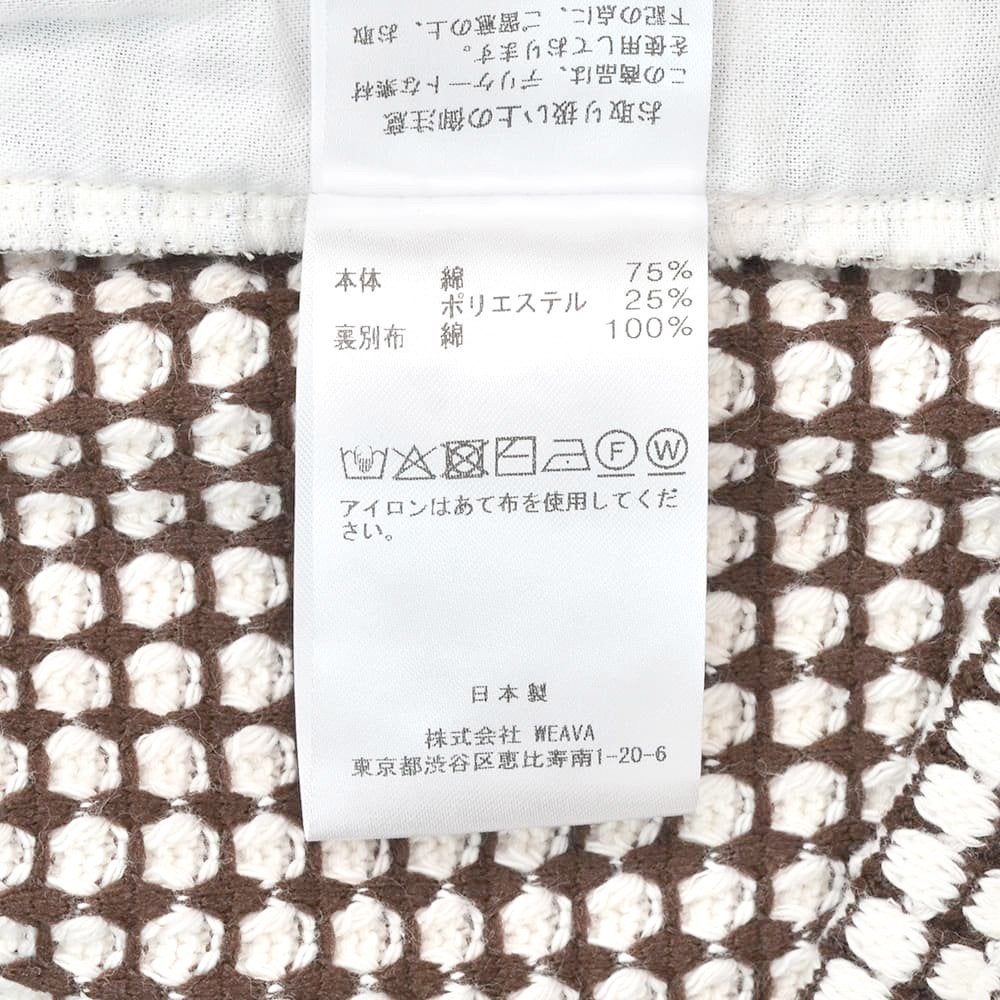 お取り扱い上の御注意
この商品は、デリケートな素材
を使用しております。
下記の点に、ご留意の上、お取
本体 綿 75%
ポリエステル 25%
裏別布 綿 100%
F W
アイロンはあて布を使用してくだ
さい。
日本製
株式会社 WEAVA
東京都渋谷区恵比寿南1-20-6